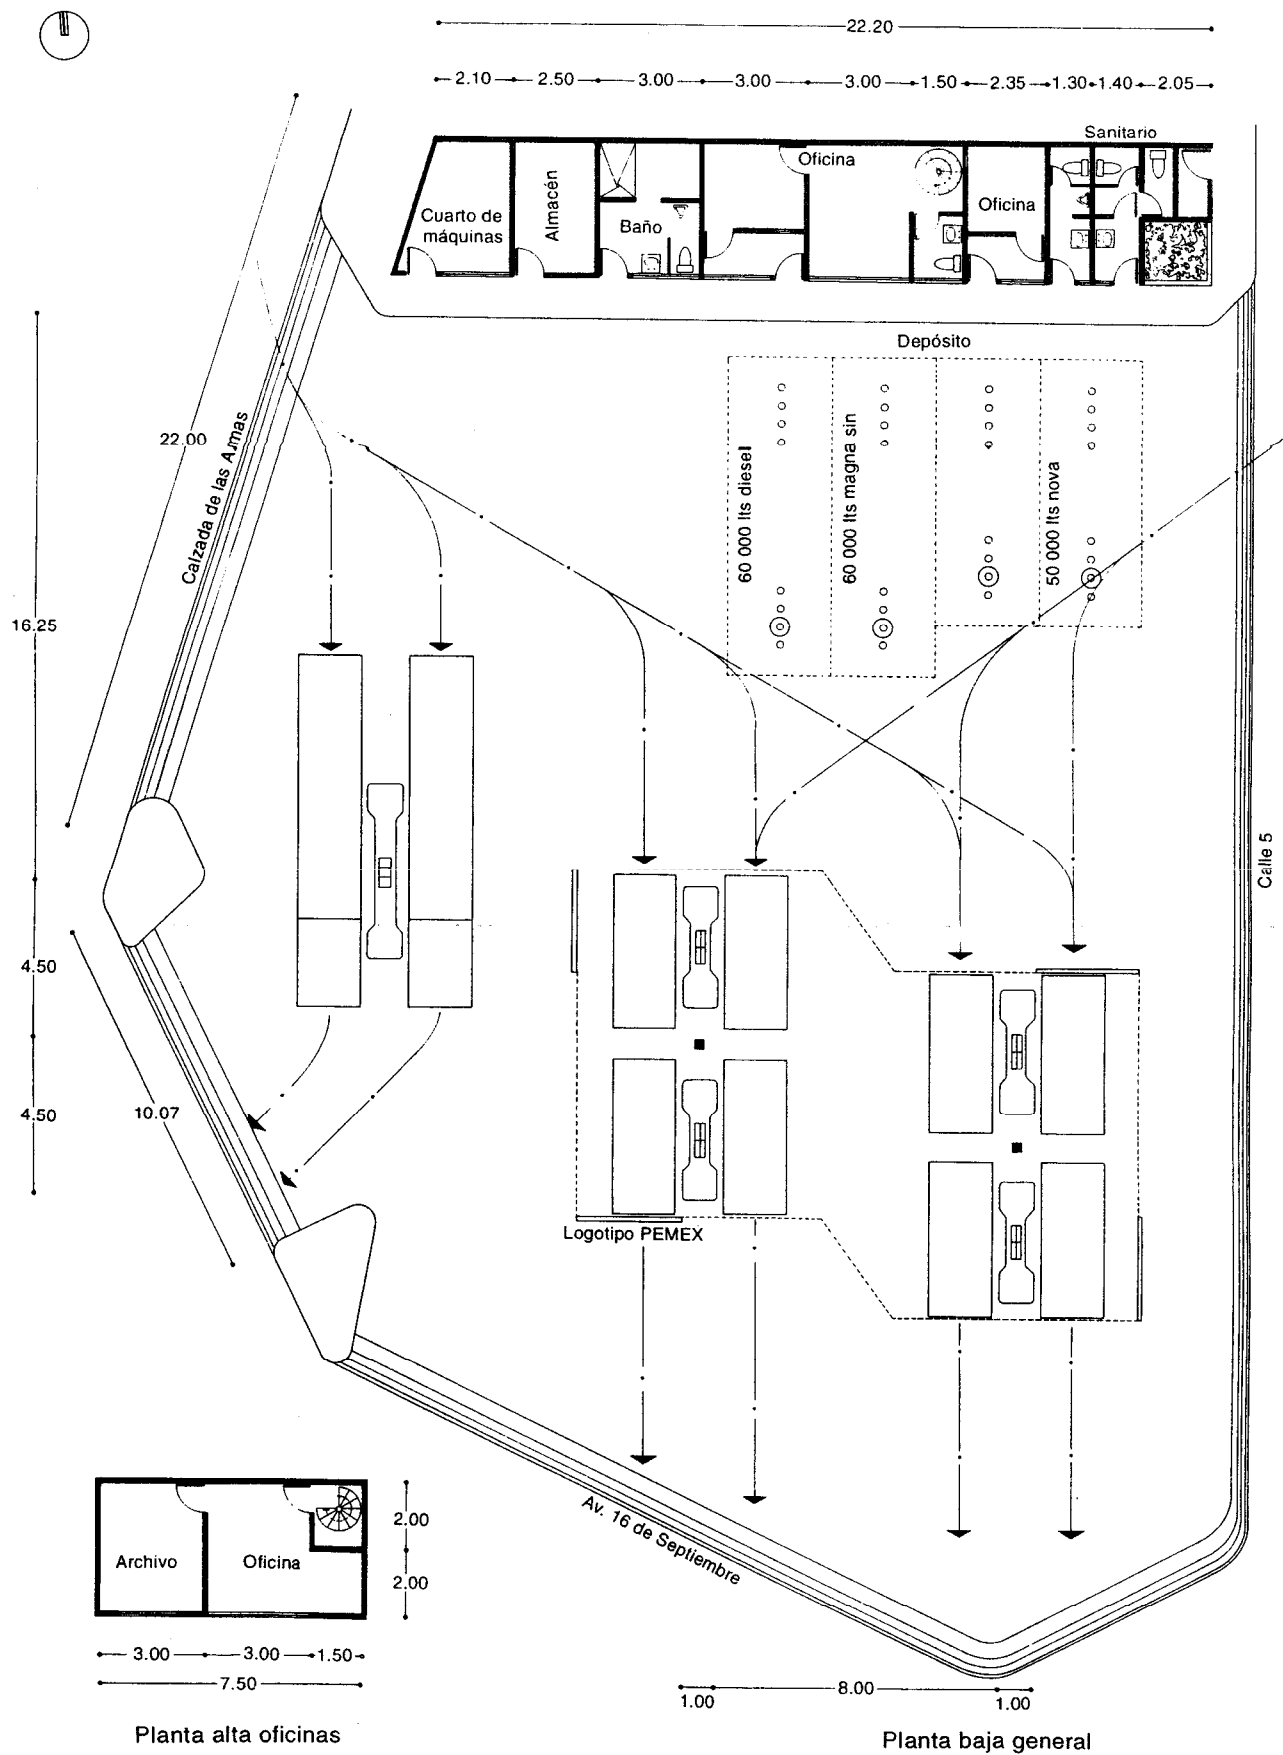 22.20
2.10 2.50 3.00 3.00 3.00 1.50 2.35 1.30 1.40 2.05
Sanitario
Oficina
Cuarto de
máquinas
Almacén
Baño
Oficina
Depósito
22.00
Calzada de las Armas
60 000 lts diesel
60 000 lts magna sin
50 000 lts nova
16.25
Calle 5
4.50
4.50
10.07
Logotipo PEMEX
Av. 16 de Septiembre
2.00
2.00
Archivo
Oficina
3.00 3.00 1.50
7.50
1.00 8.00 1.00
Planta alta oficinas
Planta baja general